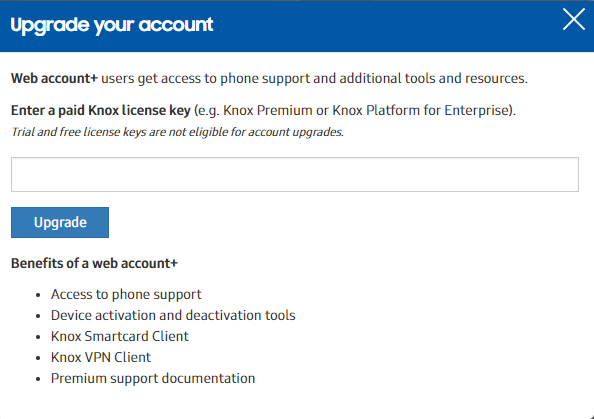 Upgrade your account
Web account+ users get access to phone support and additional tools and resources.
Enter a paid Knox license key (e.g. Knox Premium or Knox Platform for Enterprise).
Trial and free license keys are not eligible for account upgrades.
Upgrade
Benefits of a web account+
• Access to phone support
• Device activation and deactivation tools
• Knox Smartcard Client
• Knox VPN Client
• Premium support documentation